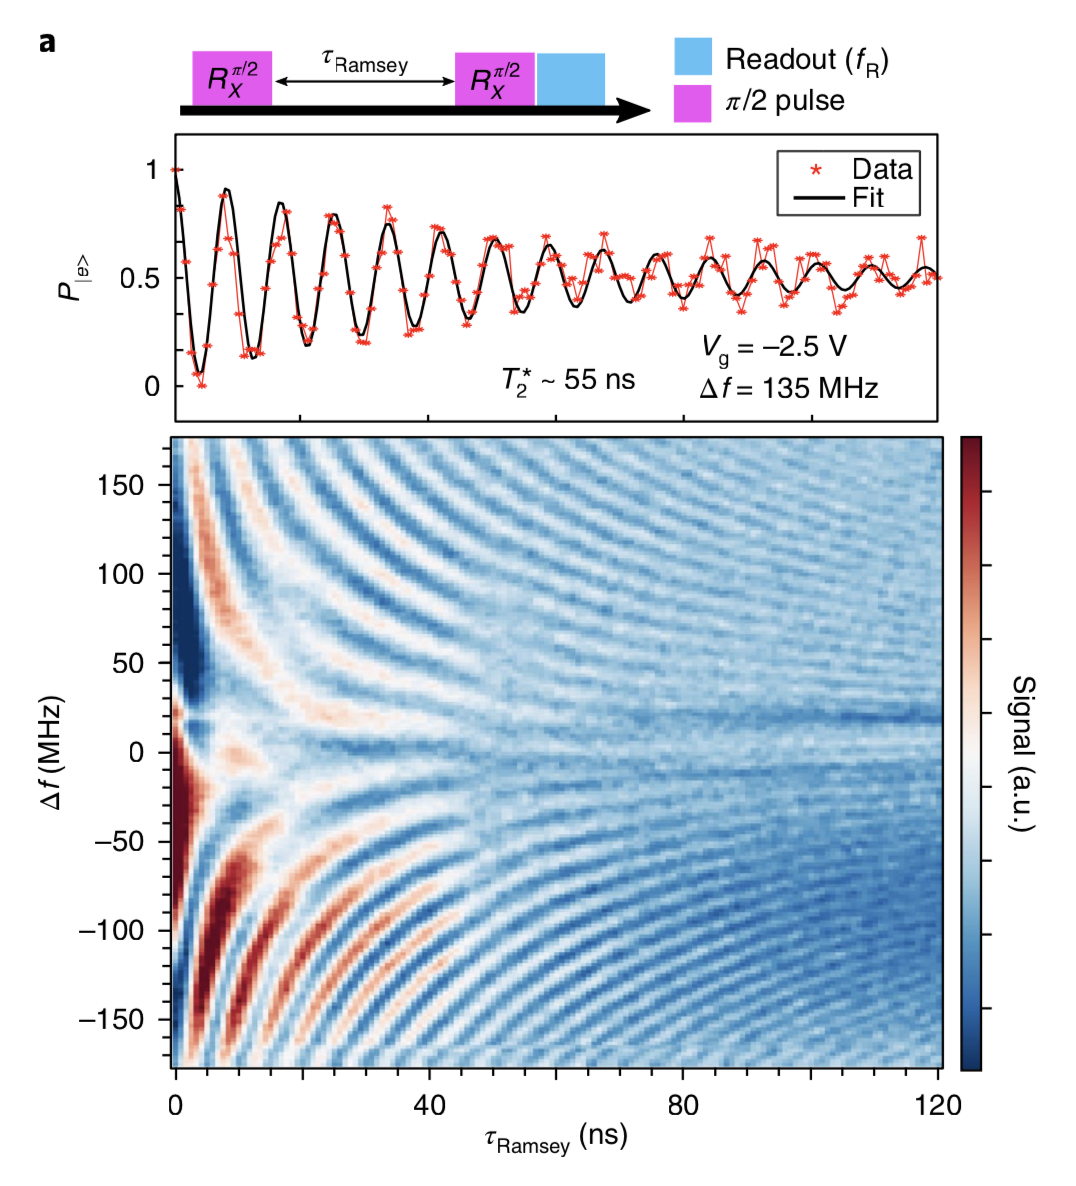 a
R_X^{π/2}
τ_Ramsey
R_X^{π/2}
Readout (f_R)
π/2 pulse
1
0.5
0
P_|e>
Data
Fit
T_2^* ~ 55 ns
V_g = –2.5 V
Δf = 135 MHz
150
100
50
0
–50
–100
–150
Δf (MHz)
0
40
80
120
τ_Ramsey (ns)
Signal (a.u.)